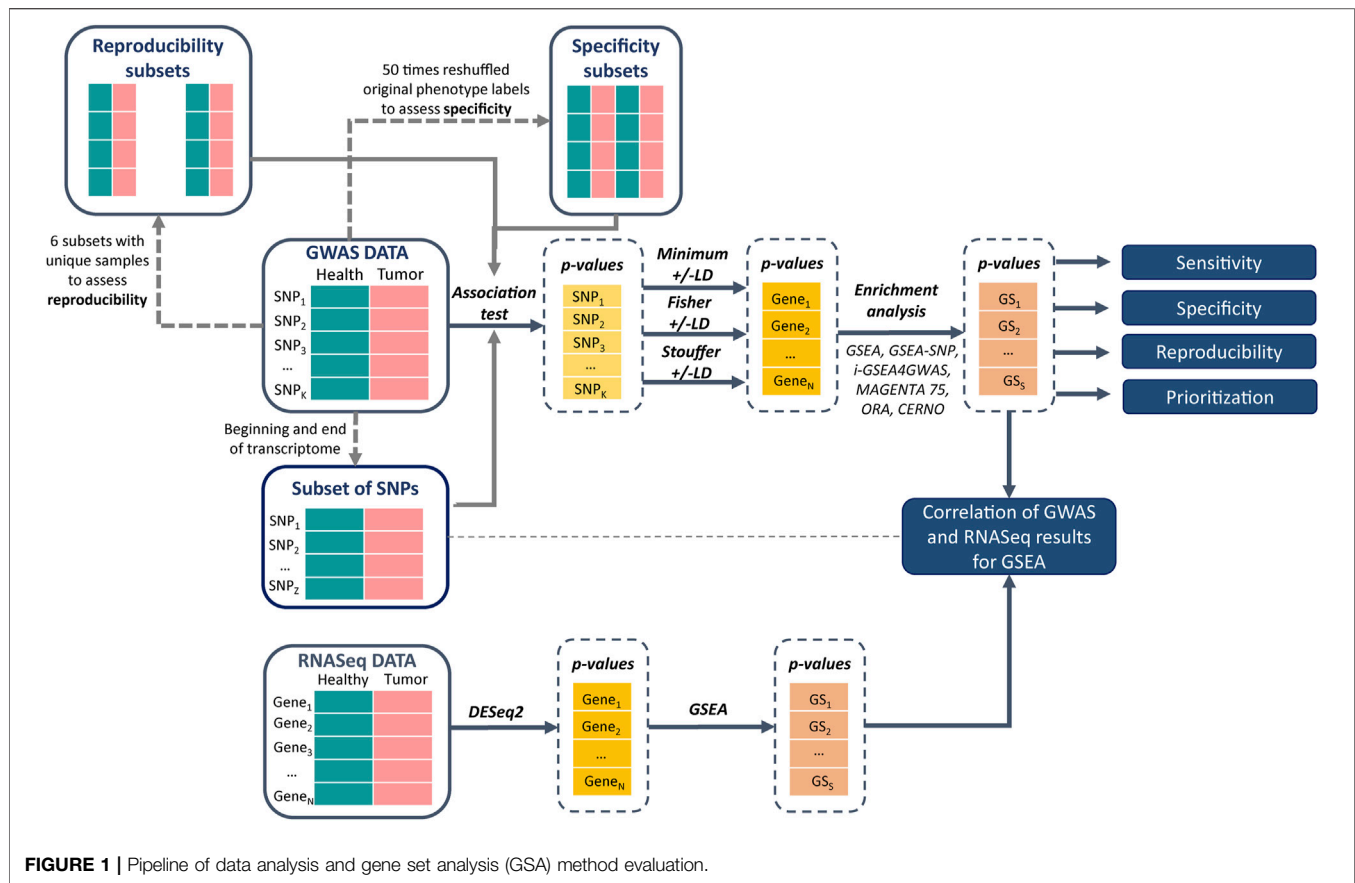 Reproducibility
subsets
50 times reshuffled
original phenotype labels
to assess specificity
Specificity
subsets
6 subsets with
unique samples
to assess
reproducibility
GWAS DATA
Health Tumor
SNP1
SNP2
SNP3
...
SNPK
Association
test
p-values
SNP1
SNP2
SNP3
...
SNPK
Minimum
+/-LD
Fisher
+/-LD
Stouffer
+/-LD
p-values
Gene1
Gene2
...
GeneN
Enrichment
analysis
GSEA, GSEA-SNP,
i-GSEA4GWAS,
MAGENTA 75,
ORA, CERNO
p-values
GS1
GS2
...
GSS
Sensitivity
Specificity
Reproducibility
Prioritization
Beginning and end
of transcriptome
Subset of SNPs
SNP1
SNP2
...
SNPZ
Correlation of GWAS
and RNASeq results
for GSEA
RNASeq DATA
Healthy Tumor
Gene1
Gene2
Gene3
...
GeneN
DESeq2
p-values
Gene1
Gene2
...
GeneN
GSEA
p-values
GS1
GS2
...
GSS
FIGURE 1 | Pipeline of data analysis and gene set analysis (GSA) method evaluation.